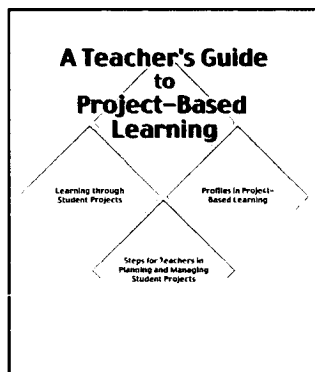 A Teacher's Guide
to
Project-Based
Learning
Learning through
Student Projects
Profiles in Project-
Based Learning
Steps for Teachers in
Planning and Managing
Student Projects